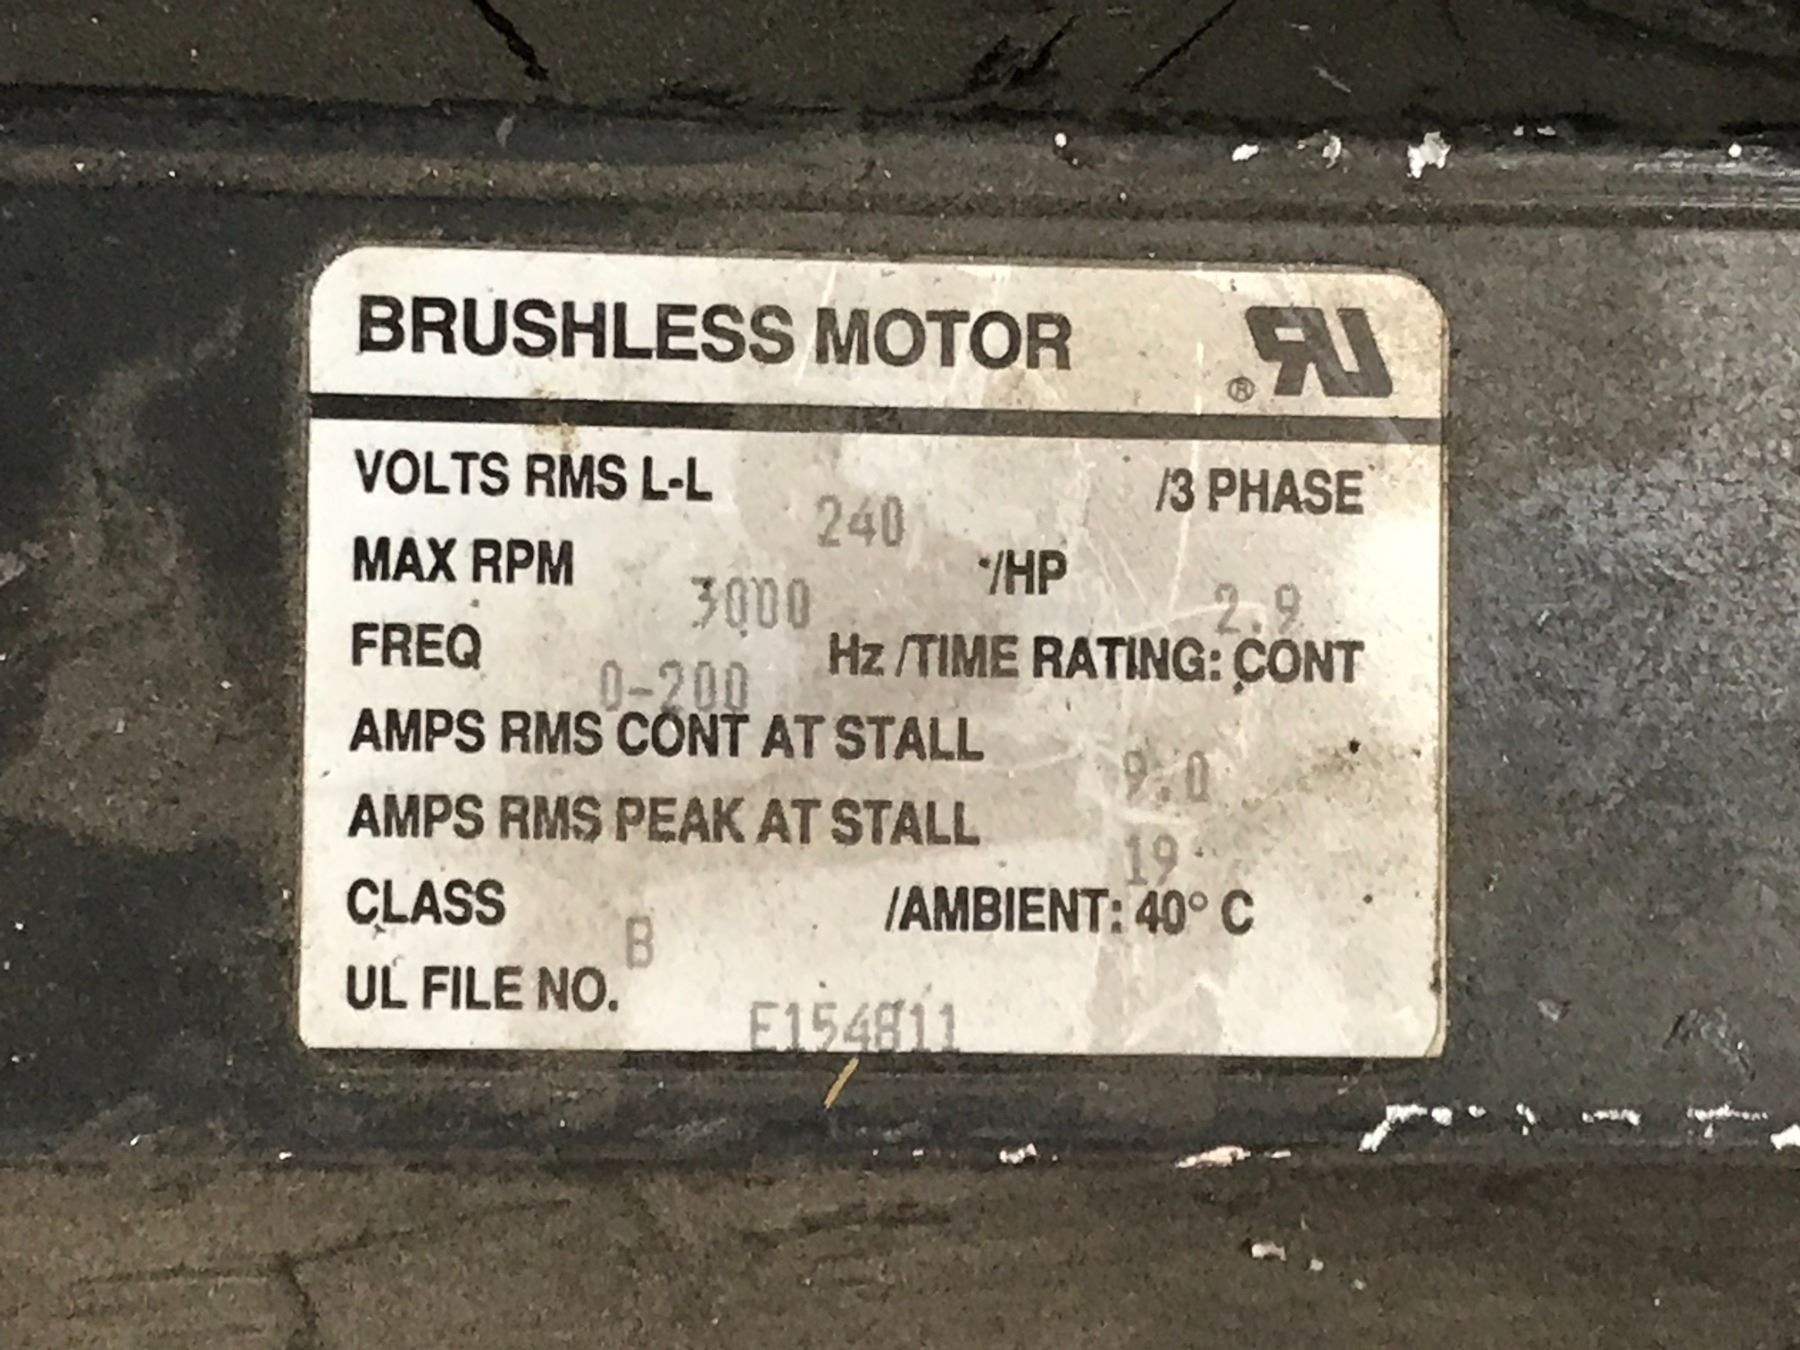 BRUSHLESS MOTOR ® RU
VOLTS RMS L-L 240 /3 PHASE
MAX RPM 3000 /HP 2.9
FREQ 0-200 Hz /TIME RATING: CONT
AMPS RMS CONT AT STALL 9.0
AMPS RMS PEAK AT STALL 19
CLASS B /AMBIENT: 40° C
UL FILE NO. E154811